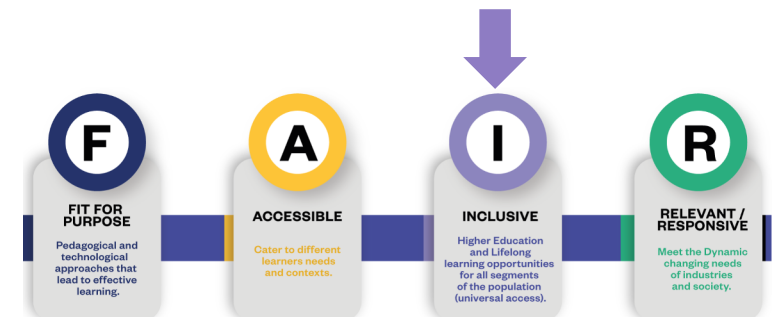 F
FIT FOR
PURPOSE
Pedagogical and
technological
approaches that
lead to effective
learning.
A
ACCESSIBLE
Cater to different
learners needs
and contexts.
I
INCLUSIVE
Higher Education
and Lifelong
learning opportunities
for all segments
of the population
(universal access).
R
RELEVANT /
RESPONSIVE
Meet the Dynamic
changing needs
of industries
and society.